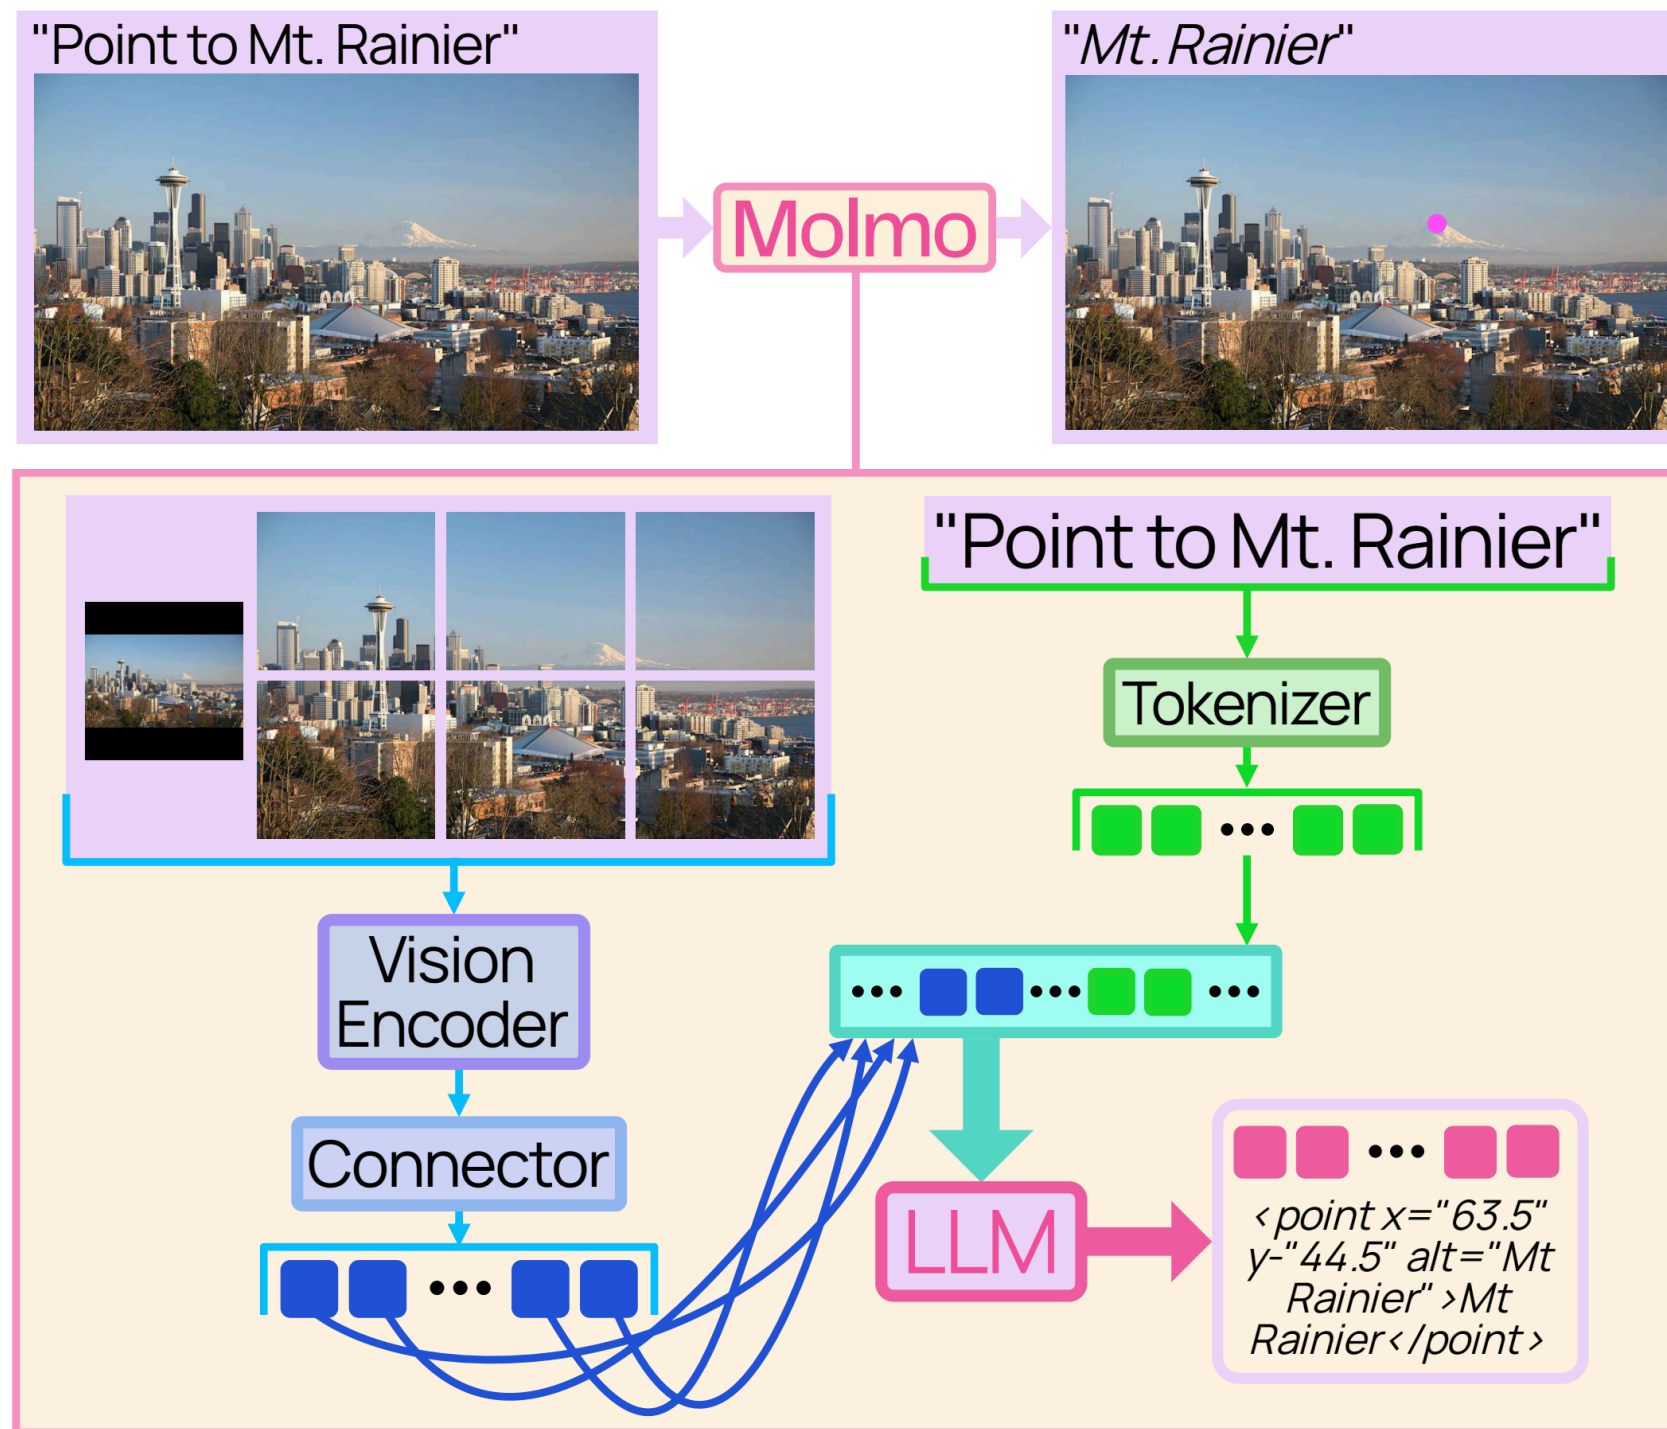 "Point to Mt. Rainier"
Molmo
"Mt. Rainier"
"Point to Mt. Rainier"
Tokenizer
Vision
Encoder
Connector
LLM
<point x="63.5"
y-"44.5" alt="Mt
Rainier">Mt
Rainier</point>